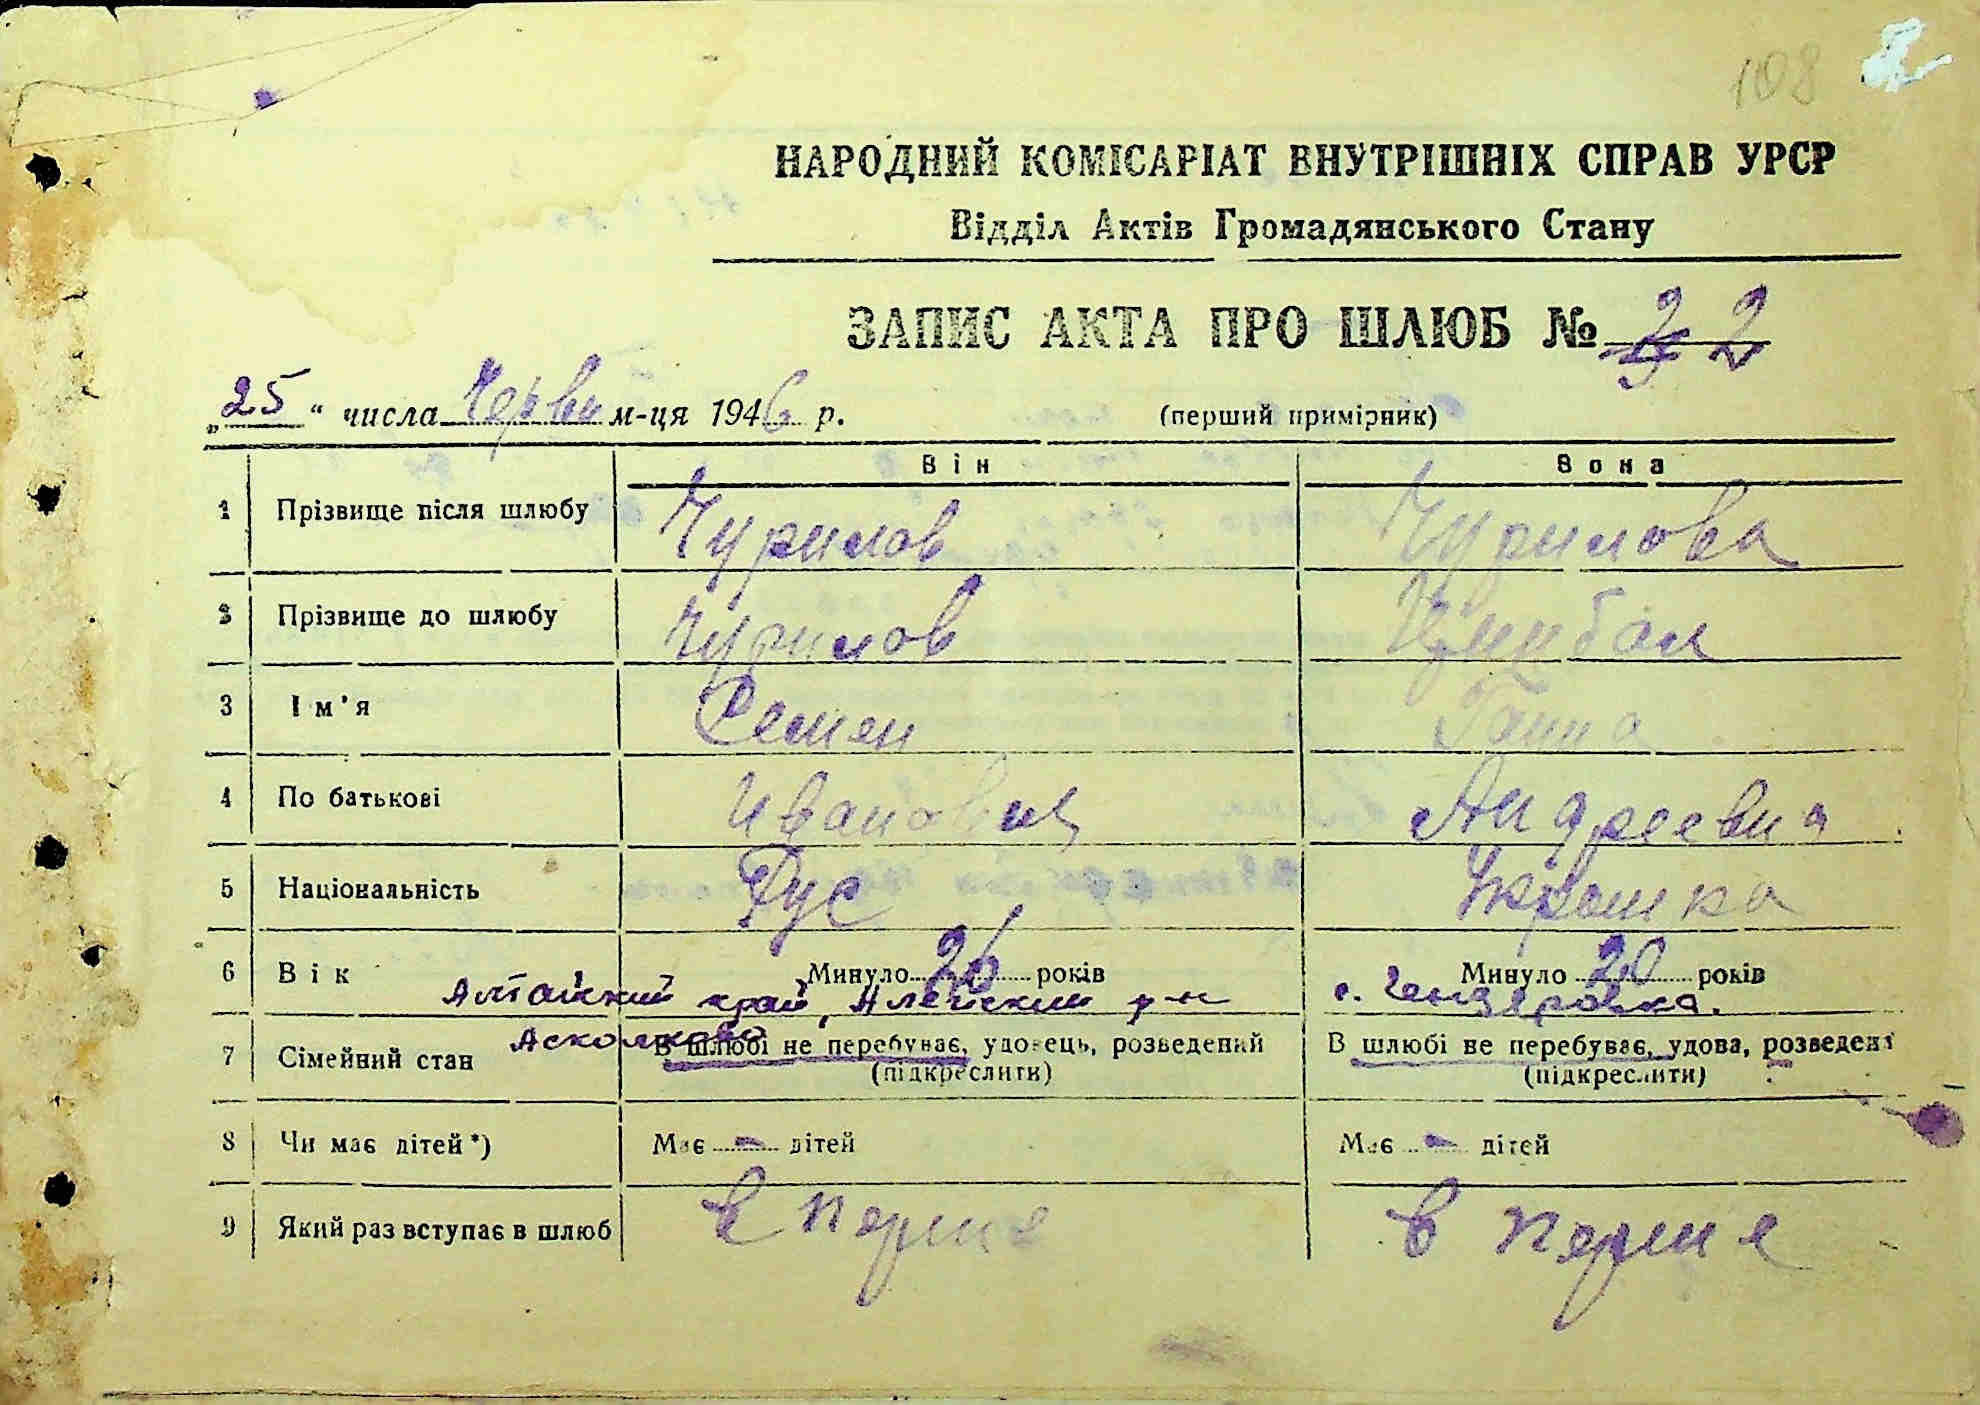 108
НАРОДНИЙ КОМІСАРІАТ ВНУТРІШНІХ СПРАВ УРСР
Відділ Актів Громадянського Стану
ЗАПИС АКТА ПРО ШЛЮБ № 22
„25“ числа Червн м-ця 1946 р. (перший примірник)
Він Вона
1 Прізвище після шлюбу Чурилов Чурилова
2 Прізвище до шлюбу Чурилов
3 Ім'я Семен Ганна
4 По батькові Иванович Андреевна
5 Національність Рус Украинка
6 Вік Минуло 26 років Минуло 20 років
Алтайский край, Алейский р-н с.
7 Сімейний стан В шлюбі не перебуває, удовець, розведений В шлюбі не перебуває, удова, розведена
(підкреслити) (підкреслити)
8 Чи має дітей *) Має - дітей Має - дітей
9 Який раз вступає в шлюб в перше в перше